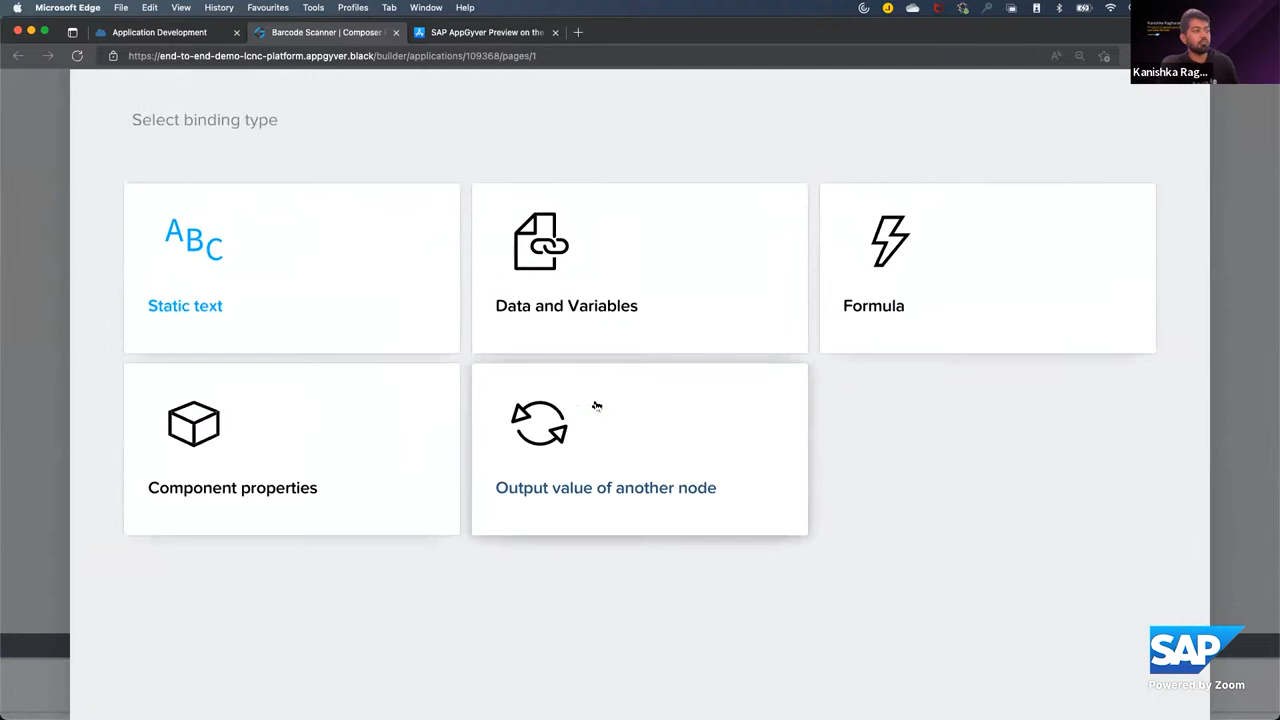 Microsoft Edge File Edit View History Favourites Tools Profiles Tab Window Help
Application Development
Barcode Scanner | Composer
SAP AppGyver Preview on the
https://end-to-end-demo-lcnc-platform.appgyver.black/builder/applications/109368/pages/1
Kanishka Rag...
Select binding type
ABC
Static text
Data and Variables
Formula
Component properties
Output value of another node
SAP
Powered by Zoom